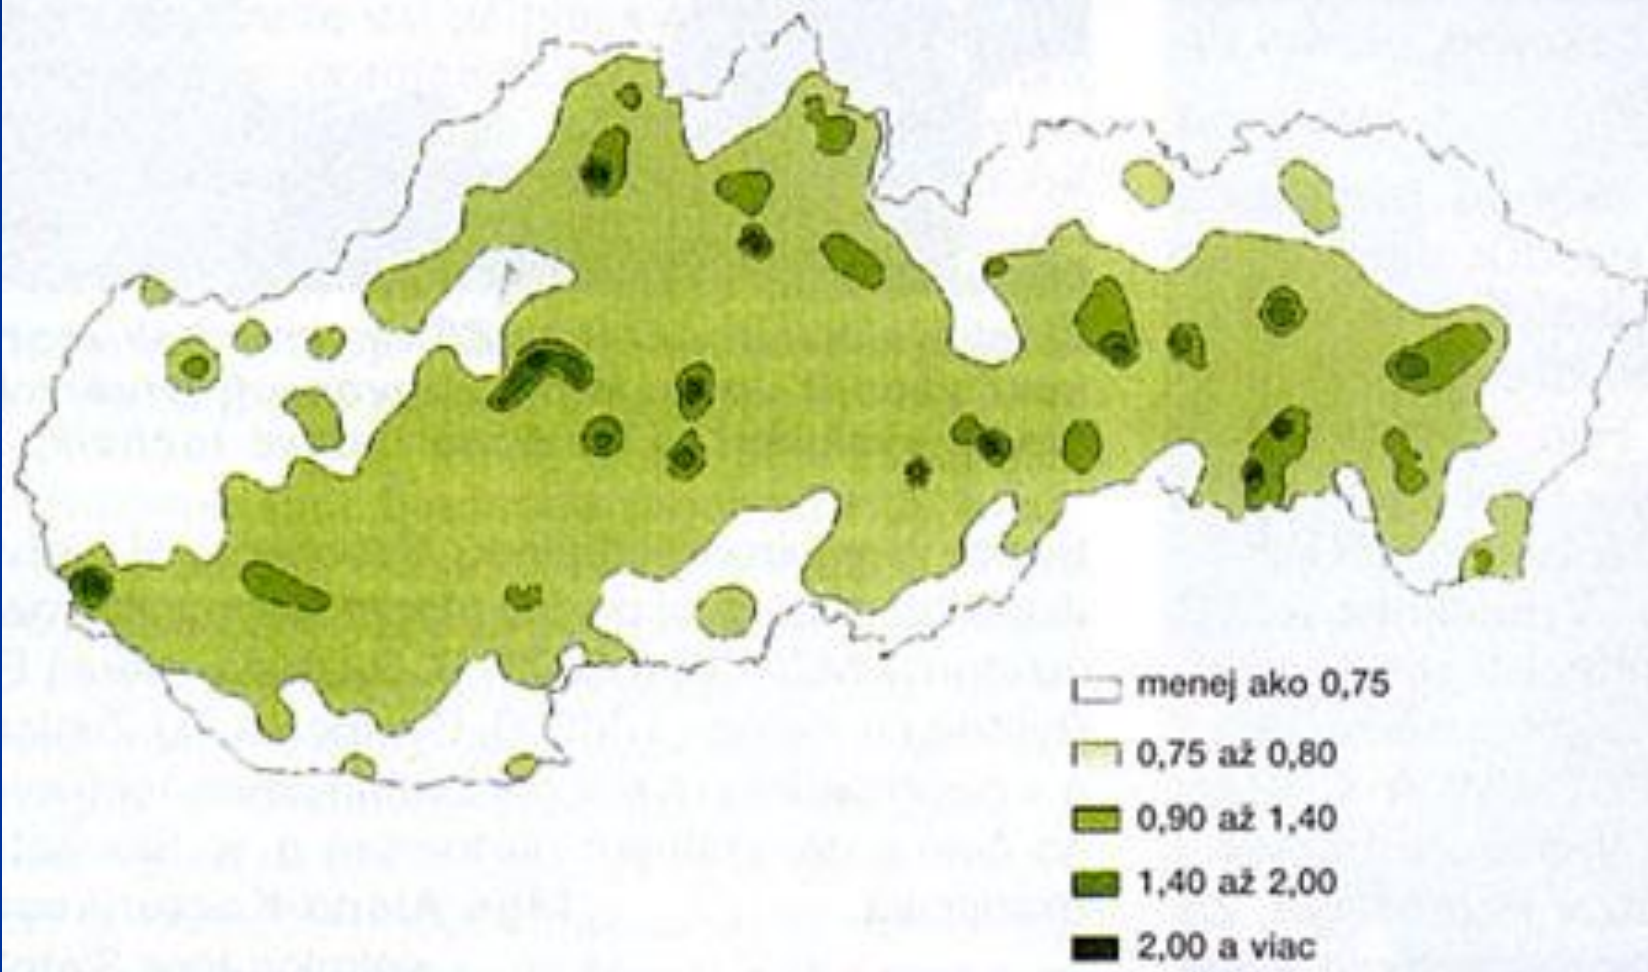 menej ako 0,75
0,75 až 0,80
0,90 až 1,40
1,40 až 2,00
2,00 a viac